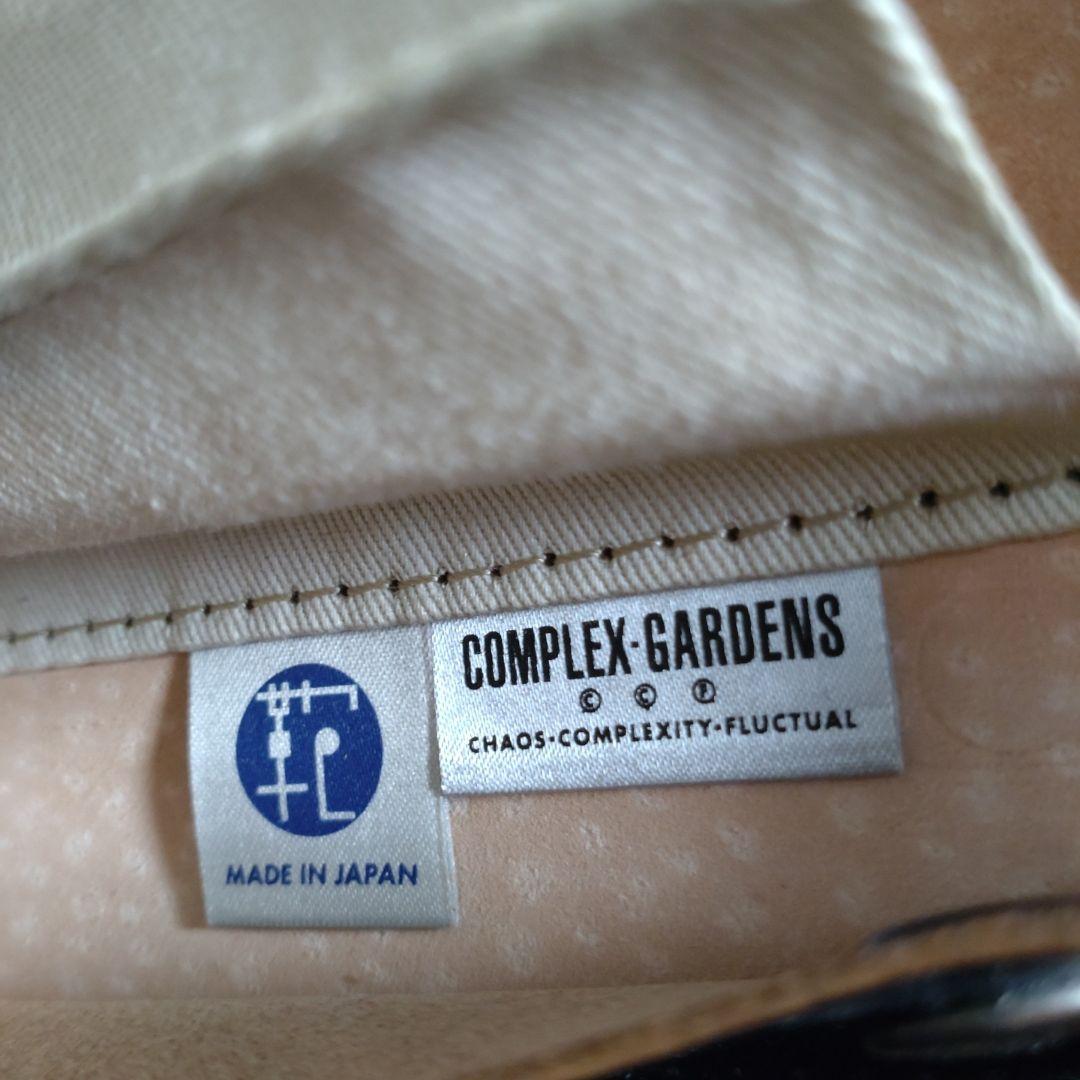 MADE IN JAPAN
COMPLEX·GARDENS
© Ⓒ Ⓟ
CHAOS·COMPLEXITY·FLUCTUAL